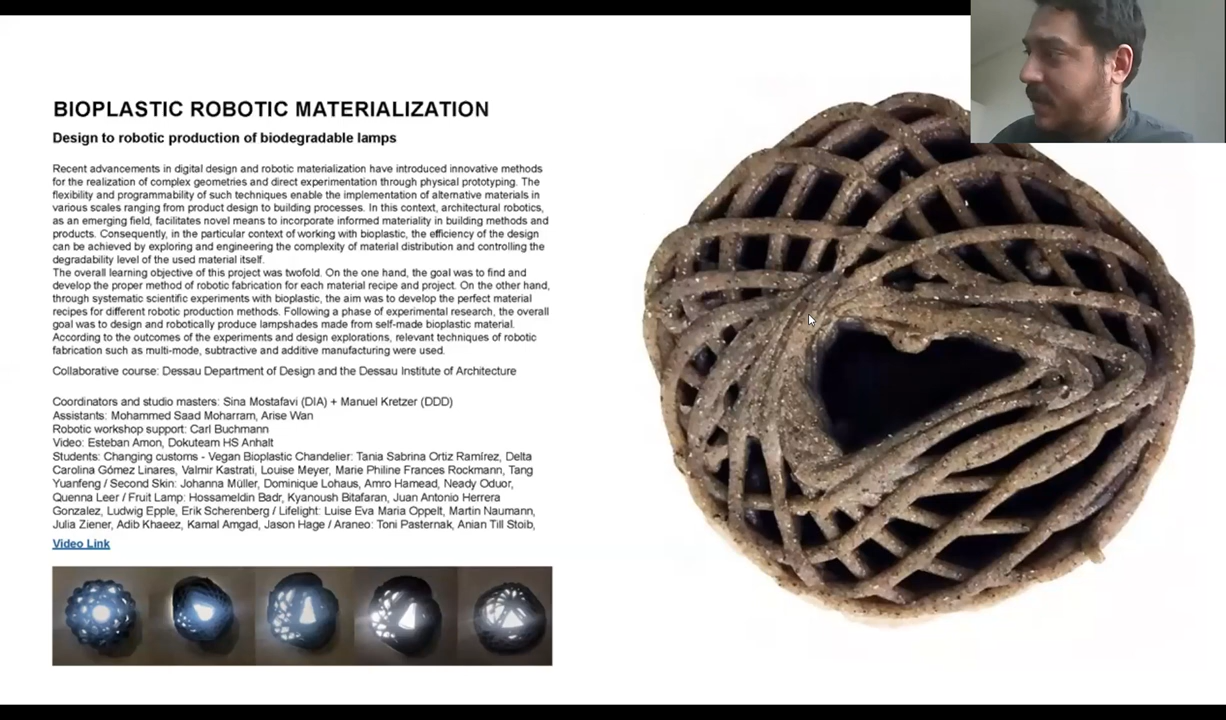 BIOPLASTIC ROBOTIC MATERIALIZATION
Design to robotic production of biodegradable lamps
Recent advancements in digital design and robotic materialization have introduced innovative methods
for the realization of complex geometries and direct experimentation through physical prototyping. The
flexibility and programmability of such techniques enable the implementation of alternative materials in
various scales ranging from product design to building processes. In this context, architectural robotics,
as an emerging field, facilitates novel means to incorporate informed materiality in building methods and
products. Consequently, in the particular context of working with bioplastic, the efficiency of the design
can be achieved by exploring and engineering the complexity of material distribution and controlling the
degradability level of the used material itself.
The overall learning objective of this project was twofold. On the one hand, the goal was to find and
develop the proper method of robotic fabrication for each material recipe and project. On the other hand,
through systematic scientific experiments with bioplastic, the aim was to develop the perfect material
recipes for different robotic production methods. Following a phase of experimental research, the overall
goal was to design and robotically produce lampshades made from self-made bioplastic material.
According to the outcomes of the experiments and design explorations, relevant techniques of robotic
fabrication such as multi-mode, subtractive and additive manufacturing were used.
Collaborative course: Dessau Department of Design and the Dessau Institute of Architecture
Coordinators and studio masters: Sina Mostafavi (DIA) + Manuel Kretzer (DDD)
Assistants: Mohammed Saad Moharram, Arise Wan
Robotic workshop support: Carl Buchmann
Video: Esteban Amon, Dokuteam HS Anhalt
Students: Changing customs - Vegan Bioplastic Chandelier: Tania Sabrina Ortiz Ramírez, Delta
Carolina Gómez Linares, Valmir Kastrati, Louise Meyer, Marie Philine Frances Rockmann, Tang
Yuanfeng / Second Skin: Johanna Müller, Dominique Lohaus, Amro Hamead, Neady Oduor,
Quenna Leer / Fruit Lamp: Hossameldin Badr, Kyanoush Bitafaran, Juan Antonio Herrera
Gonzalez, Ludwig Epple, Erik Scherenberg / Lifelight: Luise Eva Maria Oppelt, Martin Naumann,
Julia Ziener, Adib Khaeez, Kamal Amgad, Jason Hage / Araneo: Toni Pasternak, Anian Till Stoib,
Video Link